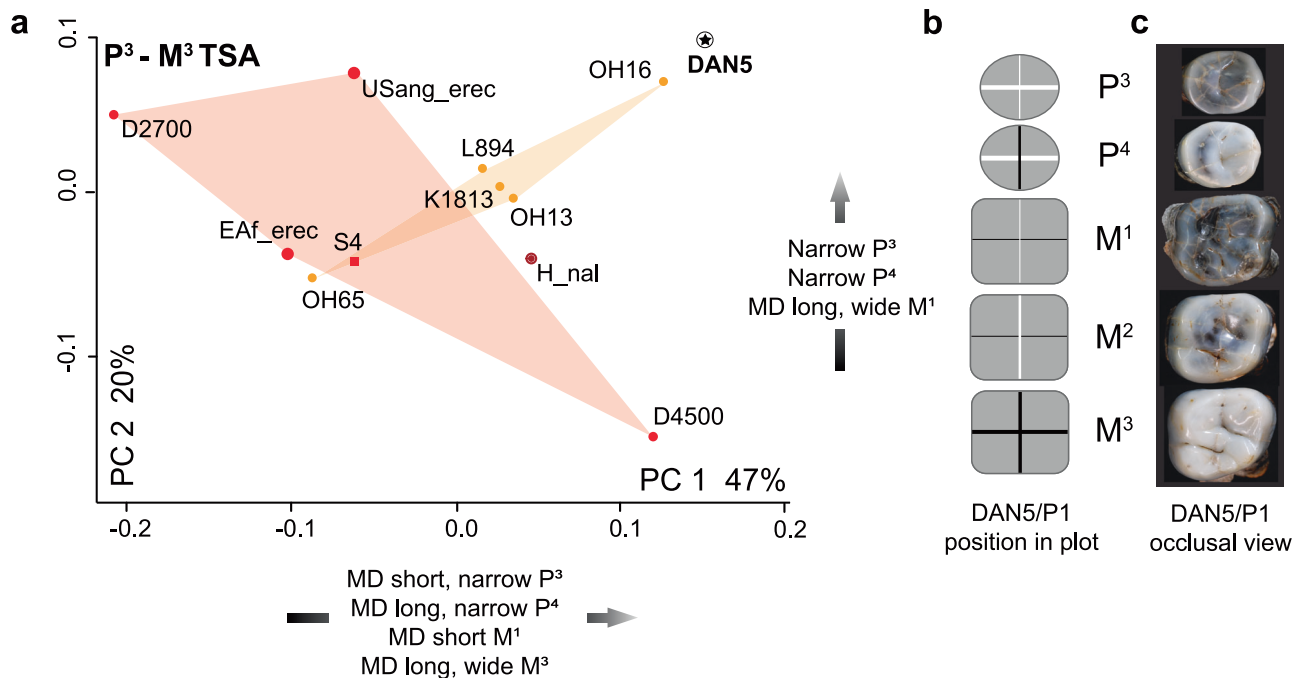 a
P³ - M³ TSA
0.1
0.0
-0.1
PC 2 20%
D2700
USang_erec
OH16
DAN5
L894
K1813
OH13
EAf_erec
S4
OH65
H_nal
D4500
PC 1 47%
-0.2
-0.1
0.0
0.1
0.2
MD short, narrow P³
MD long, narrow P⁴
MD short M¹
MD long, wide M³
Narrow P³
Narrow P⁴
MD long, wide M¹
b
P³
P⁴
M¹
M²
M³
DAN5/P1
position in plot
c
DAN5/P1
occlusal view